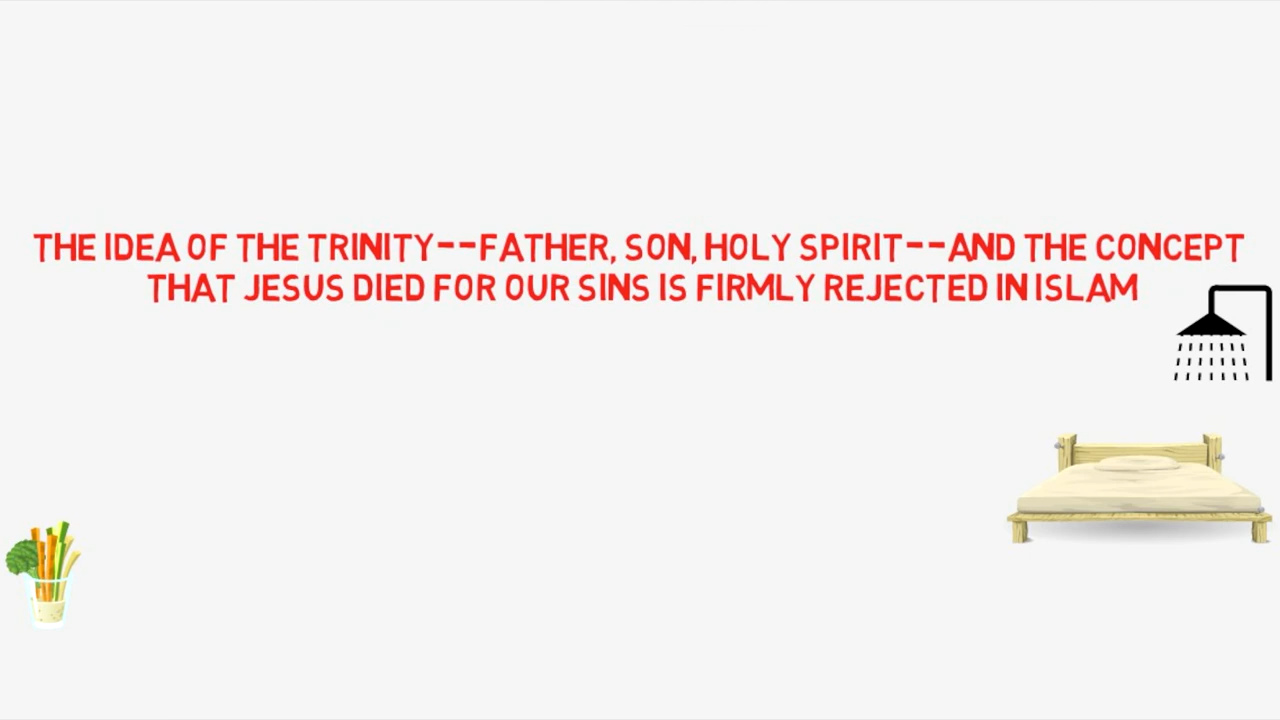 THE IDEA OF THE TRINITY--FATHER, SON, HOLY SPIRIT--AND THE CONCEPT
THAT JESUS DIED FOR OUR SINS IS FIRMLY REJECTED IN ISLAM